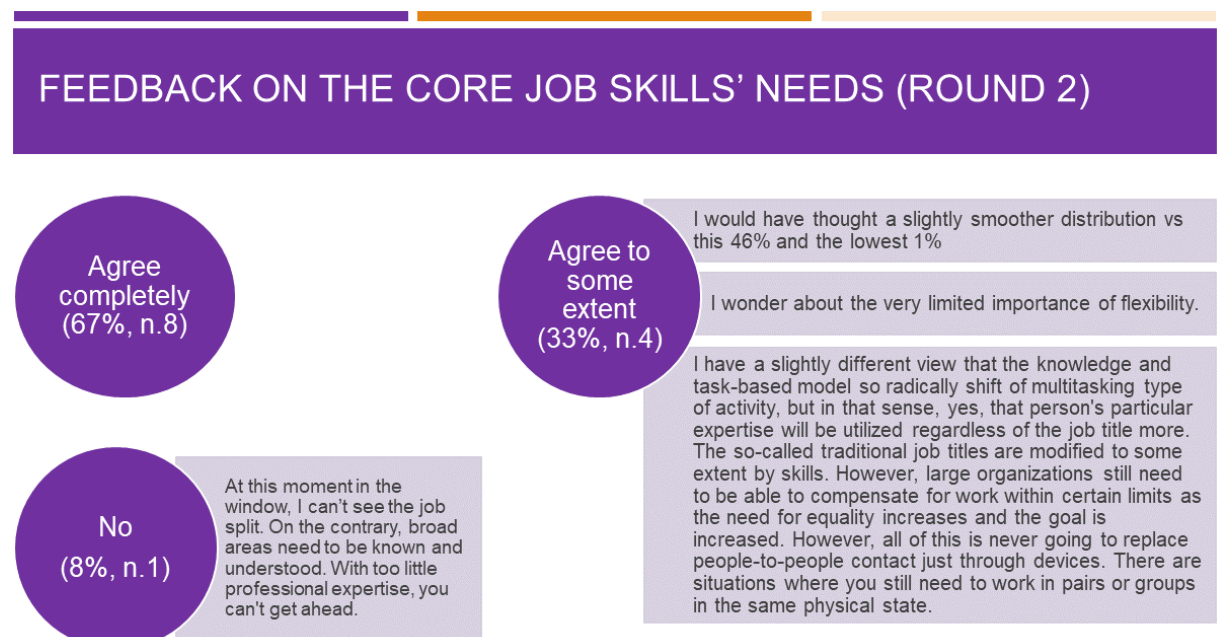 FEEDBACK ON THE CORE JOB SKILLS' NEEDS (ROUND 2)
Agree
completely
(67%, n.8)
Agree to
some
extent
(33%, n.4)
I would have thought a slightly smoother distribution vs
this 46% and the lowest 1%
I wonder about the very limited importance of flexibility.
I have a slightly different view that the knowledge and
task-based model so radically shift of multitasking type
of activity, but in that sense, yes, that person's particular
expertise will be utilized regardless of the job title more.
The so-called traditional job titles are modified to some
extent by skills. However, large organizations still need
to be able to compensate for work within certain limits as
the need for equality increases and the goal is
increased. However, all of this is never going to replace
people-to-people contact just through devices. There are
situations where you still need to work in pairs or groups
in the same physical state.
No
(8%, n.1)
At this moment in the
window, I can't see the job
split. On the contrary, broad
areas need to be known and
understood. With too little
professional expertise, you
can't get ahead.